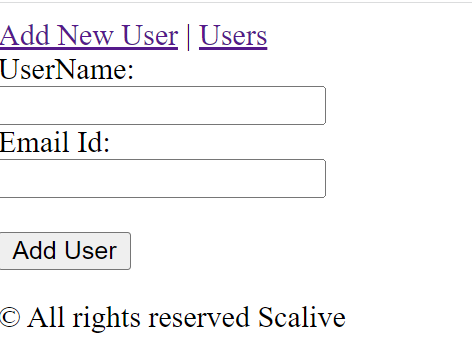 Add New User | Users
UserName:
Email Id:
Add User
© All rights reserved Scalive